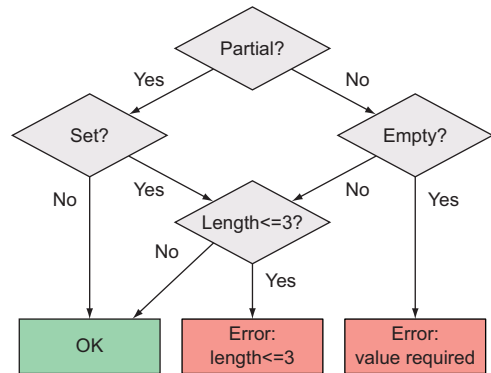 Partial?
Yes
No
Set?
Empty?
No
Yes
No
Yes
Length<=3?
No
Yes
OK
Error:
length<=3
Error:
value required